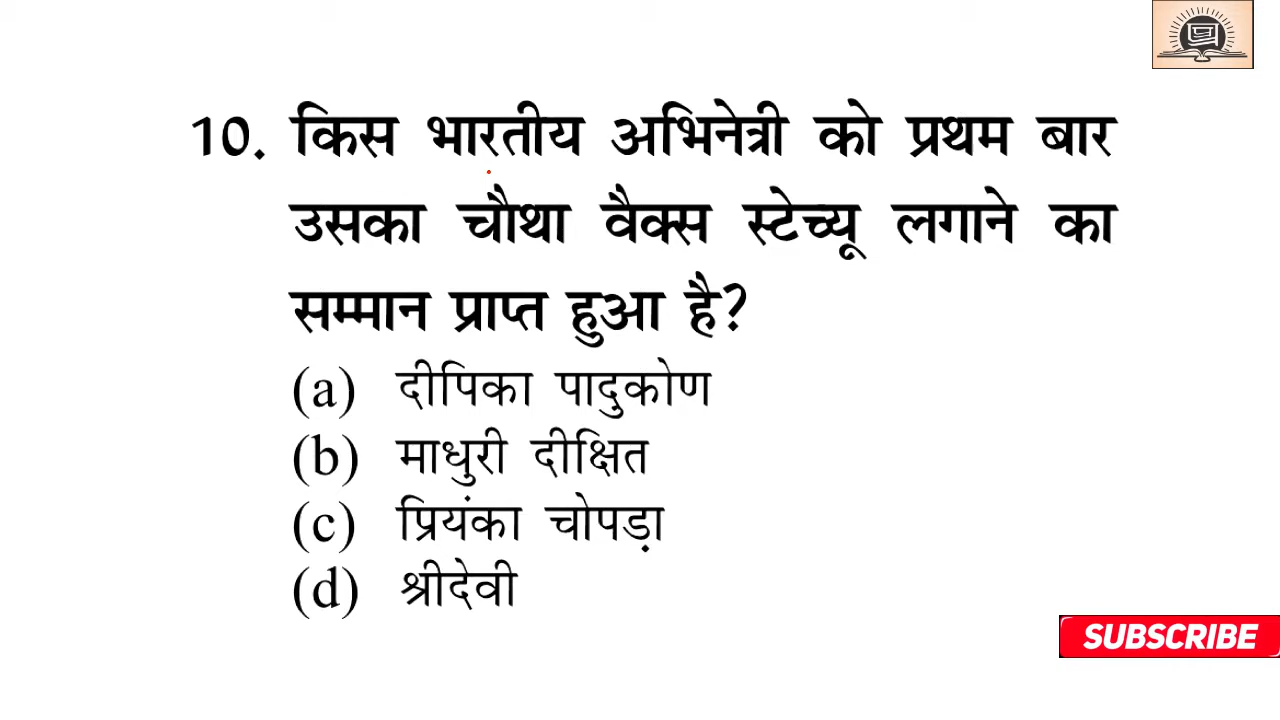 10. किस भारतीय अभिनेत्री को प्रथम बार
उसका चौथा वैक्स स्टेच्यू लगाने का
सम्मान प्राप्त हुआ है?
(a) दीपिका पादुकोण
(b) माधुरी दीक्षित
(c) प्रियंका चोपड़ा
(d) श्रीदेवी
SUBSCRIBE